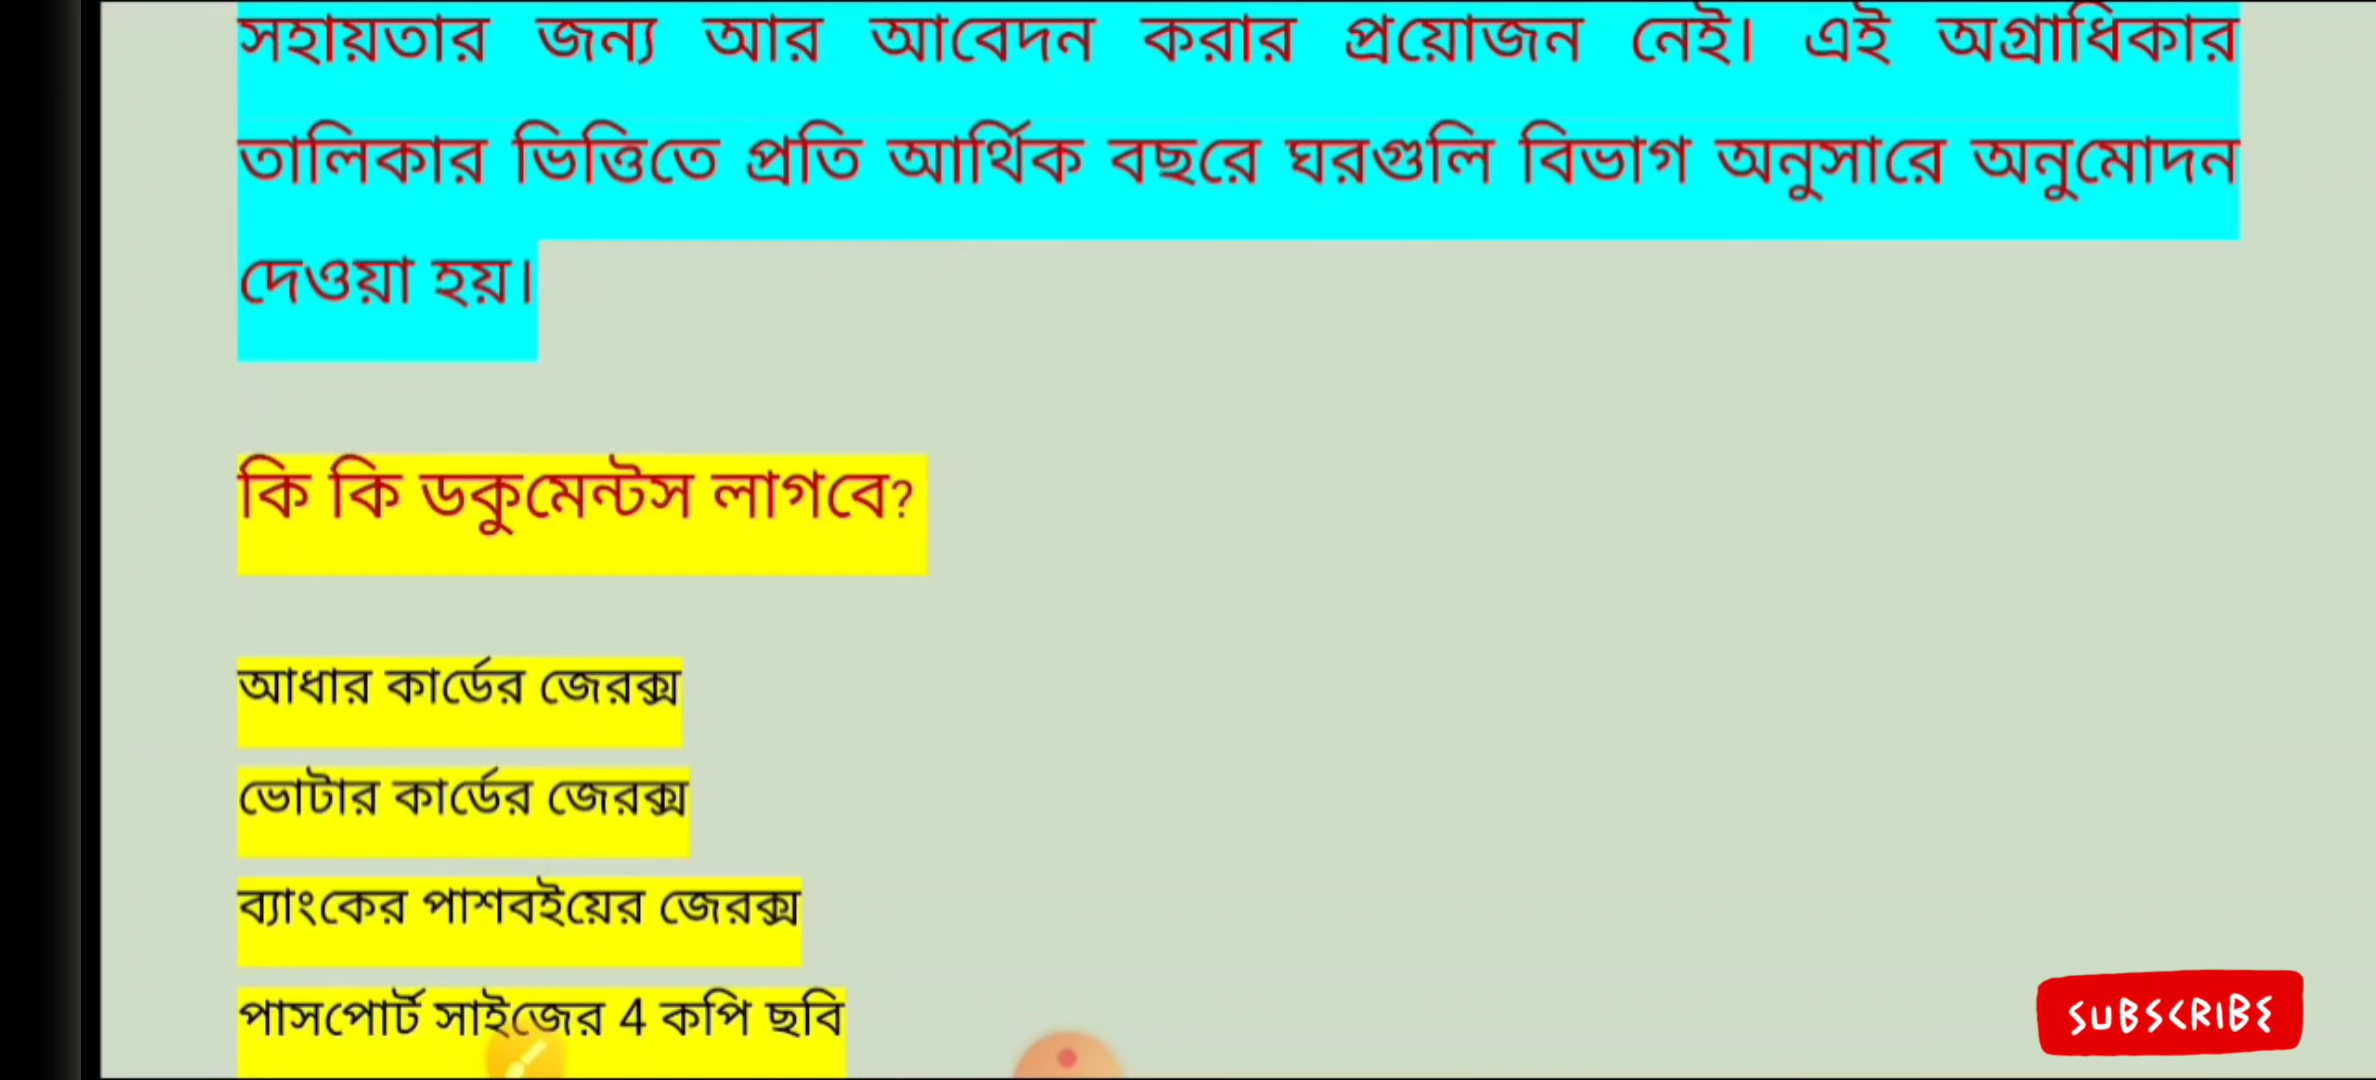 সহায়তার জন্য আর আবেদন করার প্রয়োজন নেই। এই অগ্রাধিকার
তালিকার ভিত্তিতে প্রতি আর্থিক বছরে ঘরগুলি বিভাগ অনুসারে অনুমোদন
দেওয়া হয়।
কি কি ডকুমেন্টস লাগবে?
আধার কার্ডের জেরক্স
ভোটার কার্ডের জেরক্স
ব্যাংকের পাশবইয়ের জেরক্স
পাসপোর্ট সাইজের 4 কপি ছবি
SUBSCRIBE